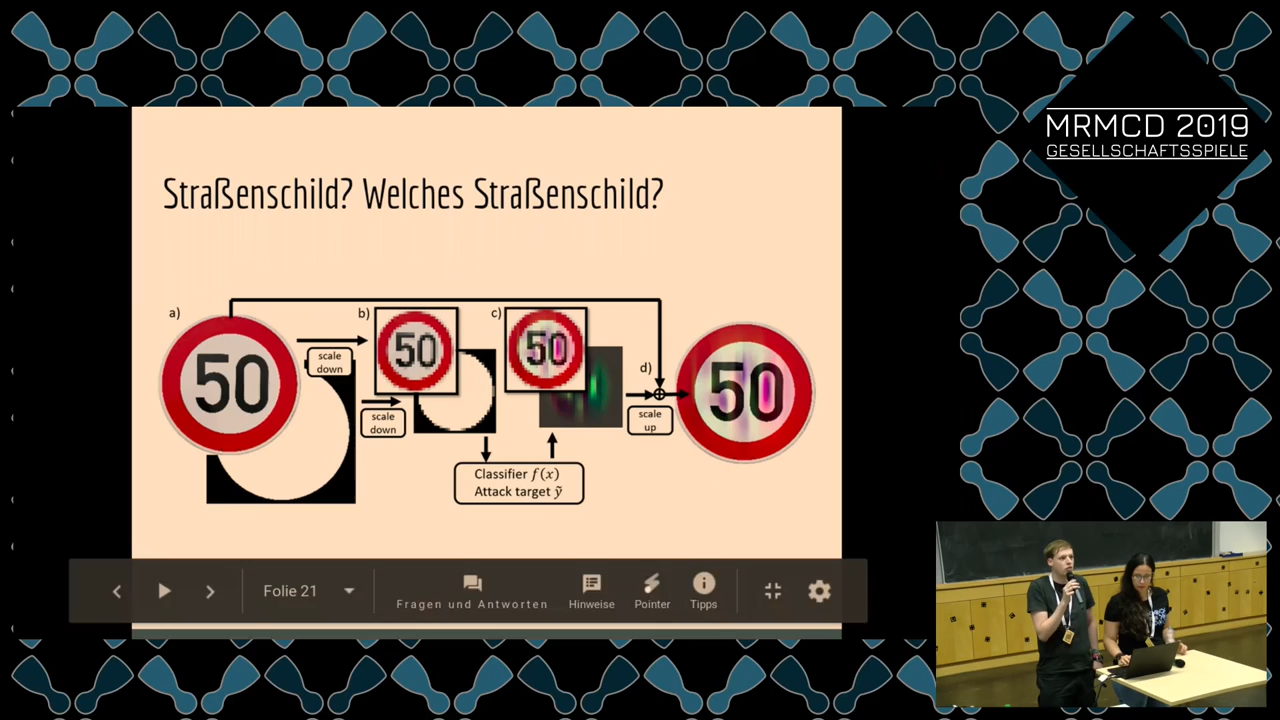 MRMCD 2019
GESELLSCHAFTSSPIELE
Straßenschild? Welches Straßenschild?
a)
50
scale
down
scale
down
b)
50
c)
50
Classifier f(x)
Attack target ỹ
d)
scale
up
50
Folie 21
Fragen und Antworten
Hinweise
Pointer
Tipps